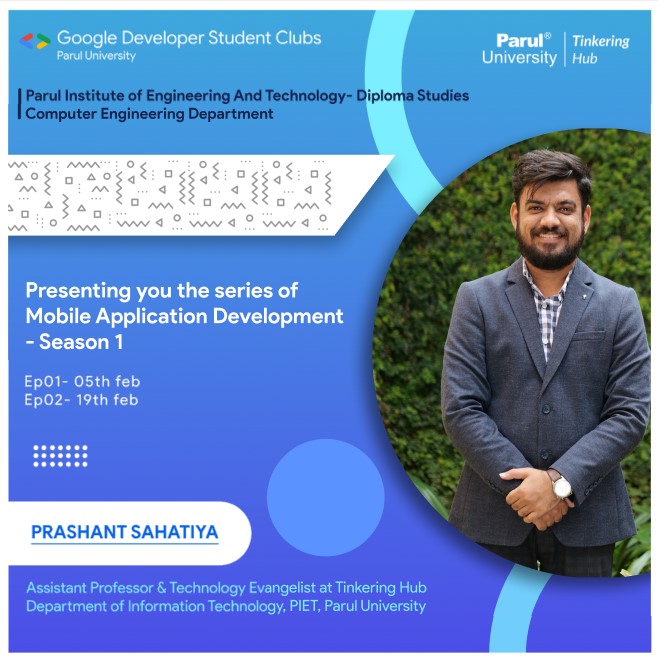 Google Developer Student Clubs
Parul University
Parul® | Tinkering
University | Hub
Parul Institute of Engineering And Technology- Diploma Studies
Computer Engineering Department
Presenting you the series of
Mobile Application Development
- Season 1
Ep01- 05th feb
Ep02- 19th feb
PRASHANT SAHATIYA
Assistant Professor & Technology Evangelist at Tinkering Hub
Department of Information Technology, PIET, Parul University